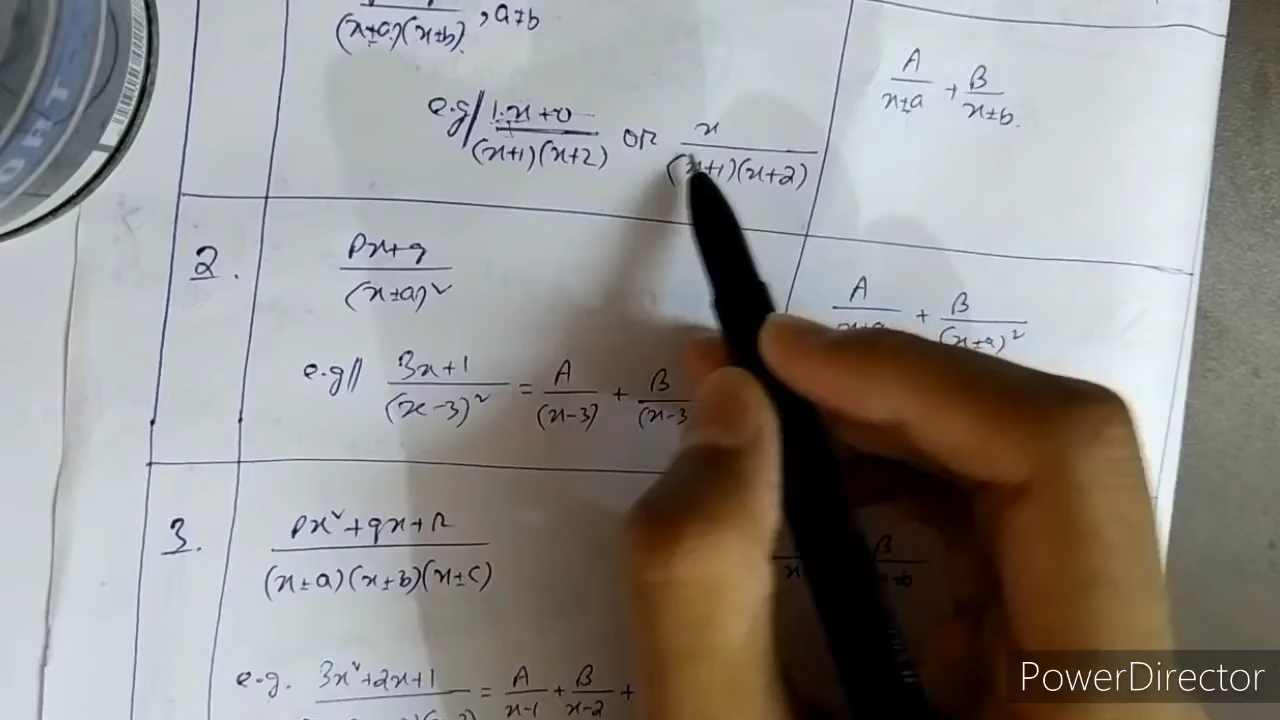 (x±a)(x±b) , a≠b
A/(x±a) + B/(x±b).
e.g// (1.x+0)/((x+1)(x+2)) or x/((x+1)(x+2))
2. (px+q)/(x±a)²
A/(x±a) + B/(x±a)²
e.g// (3x+1)/(x-3)² = A/(x-3) + B/(x-3
3. (px²+qx+r)/((x±a)(x±b)(x±c))
B/(x±b)
e.g. 3x²+2x+1 = A/(x-1) + B/(x-2) +
PowerDirector